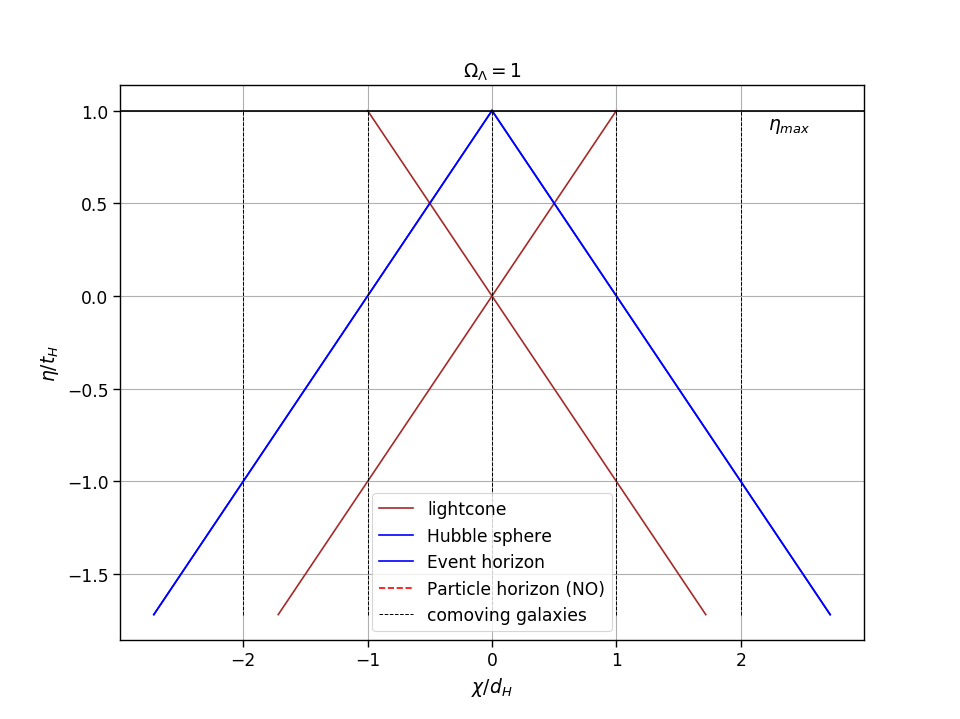 Ω_Λ = 1
1.0
0.5
0.0
−0.5
−1.0
−1.5
η/t_H
η_max
lightcone
Hubble sphere
Event horizon
Particle horizon (NO)
comoving galaxies
−2 −1 0 1 2
χ/d_H